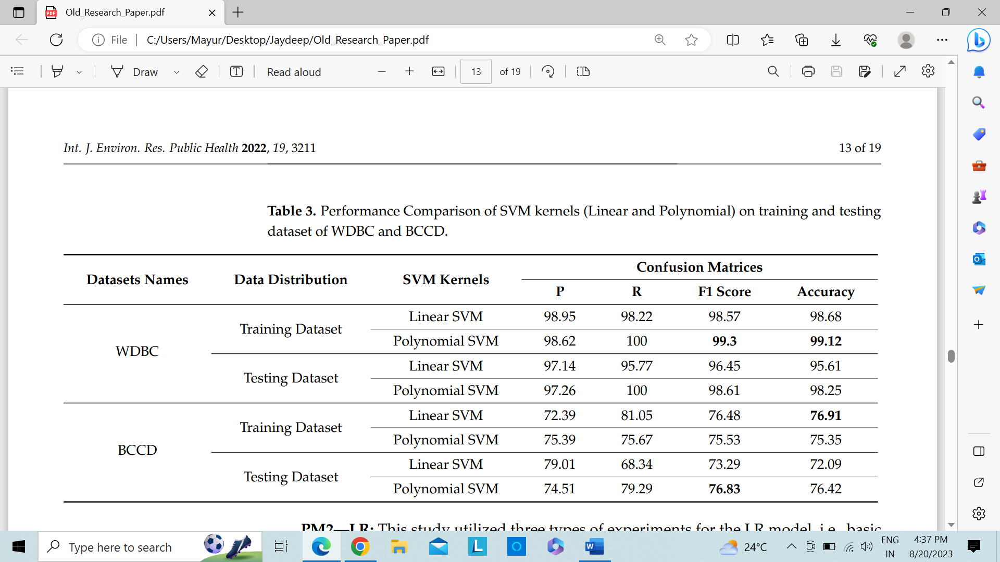 Old_Research_Paper.pdf
File C:/Users/Mayur/Desktop/Jaydeep/Old_Research_Paper.pdf
Draw Read aloud 13 of 19
Int. J. Environ. Res. Public Health 2022, 19, 3211 13 of 19
Table 3. Performance Comparison of SVM kernels (Linear and Polynomial) on training and testing
dataset of WDBC and BCCD.
Datasets Names Data Distribution SVM Kernels Confusion Matrices
P R F1 Score Accuracy
WDBC Training Dataset Linear SVM 98.95 98.22 98.57 98.68
Polynomial SVM 98.62 100 99.3 99.12
Testing Dataset Linear SVM 97.14 95.77 96.45 95.61
Polynomial SVM 97.26 100 98.61 98.25
BCCD Training Dataset Linear SVM 72.39 81.05 76.48 76.91
Polynomial SVM 75.39 75.67 75.53 75.35
Testing Dataset Linear SVM 79.01 68.34 73.29 72.09
Polynomial SVM 74.51 79.29 76.83 76.42
PM2—LR: This study utilized three types of experiments for the LR model, i.e., basic
Type here to search 24°C ENG 4:37 PM
IN 8/20/2023